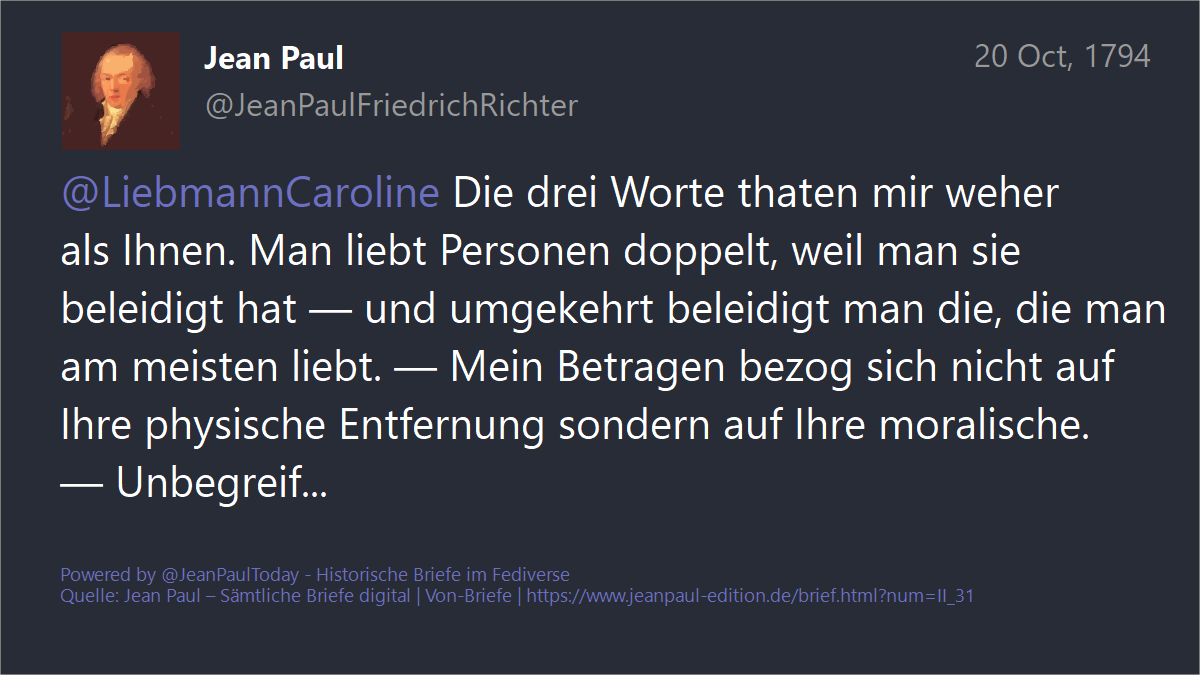 Jean Paul
20 Oct, 1794
@JeanPaulFriedrichRichter
@LiebmannCaroline Die drei Worte thaten mir weher
als Ihnen. Man liebt Personen doppelt, weil man sie
beleidigt hat — und umgekehrt beleidigt man die, die man
am meisten liebt. — Mein Betragen bezog sich nicht auf
Ihre physische Entfernung sondern auf Ihre moralische.
— Unbegreif...
Powered by @JeanPaulToday - Historische Briefe im Fediverse
Quelle: Jean Paul – Sämtliche Briefe digital | Von-Briefe | https://www.jeanpaul-edition.de/brief.html?num=II_31